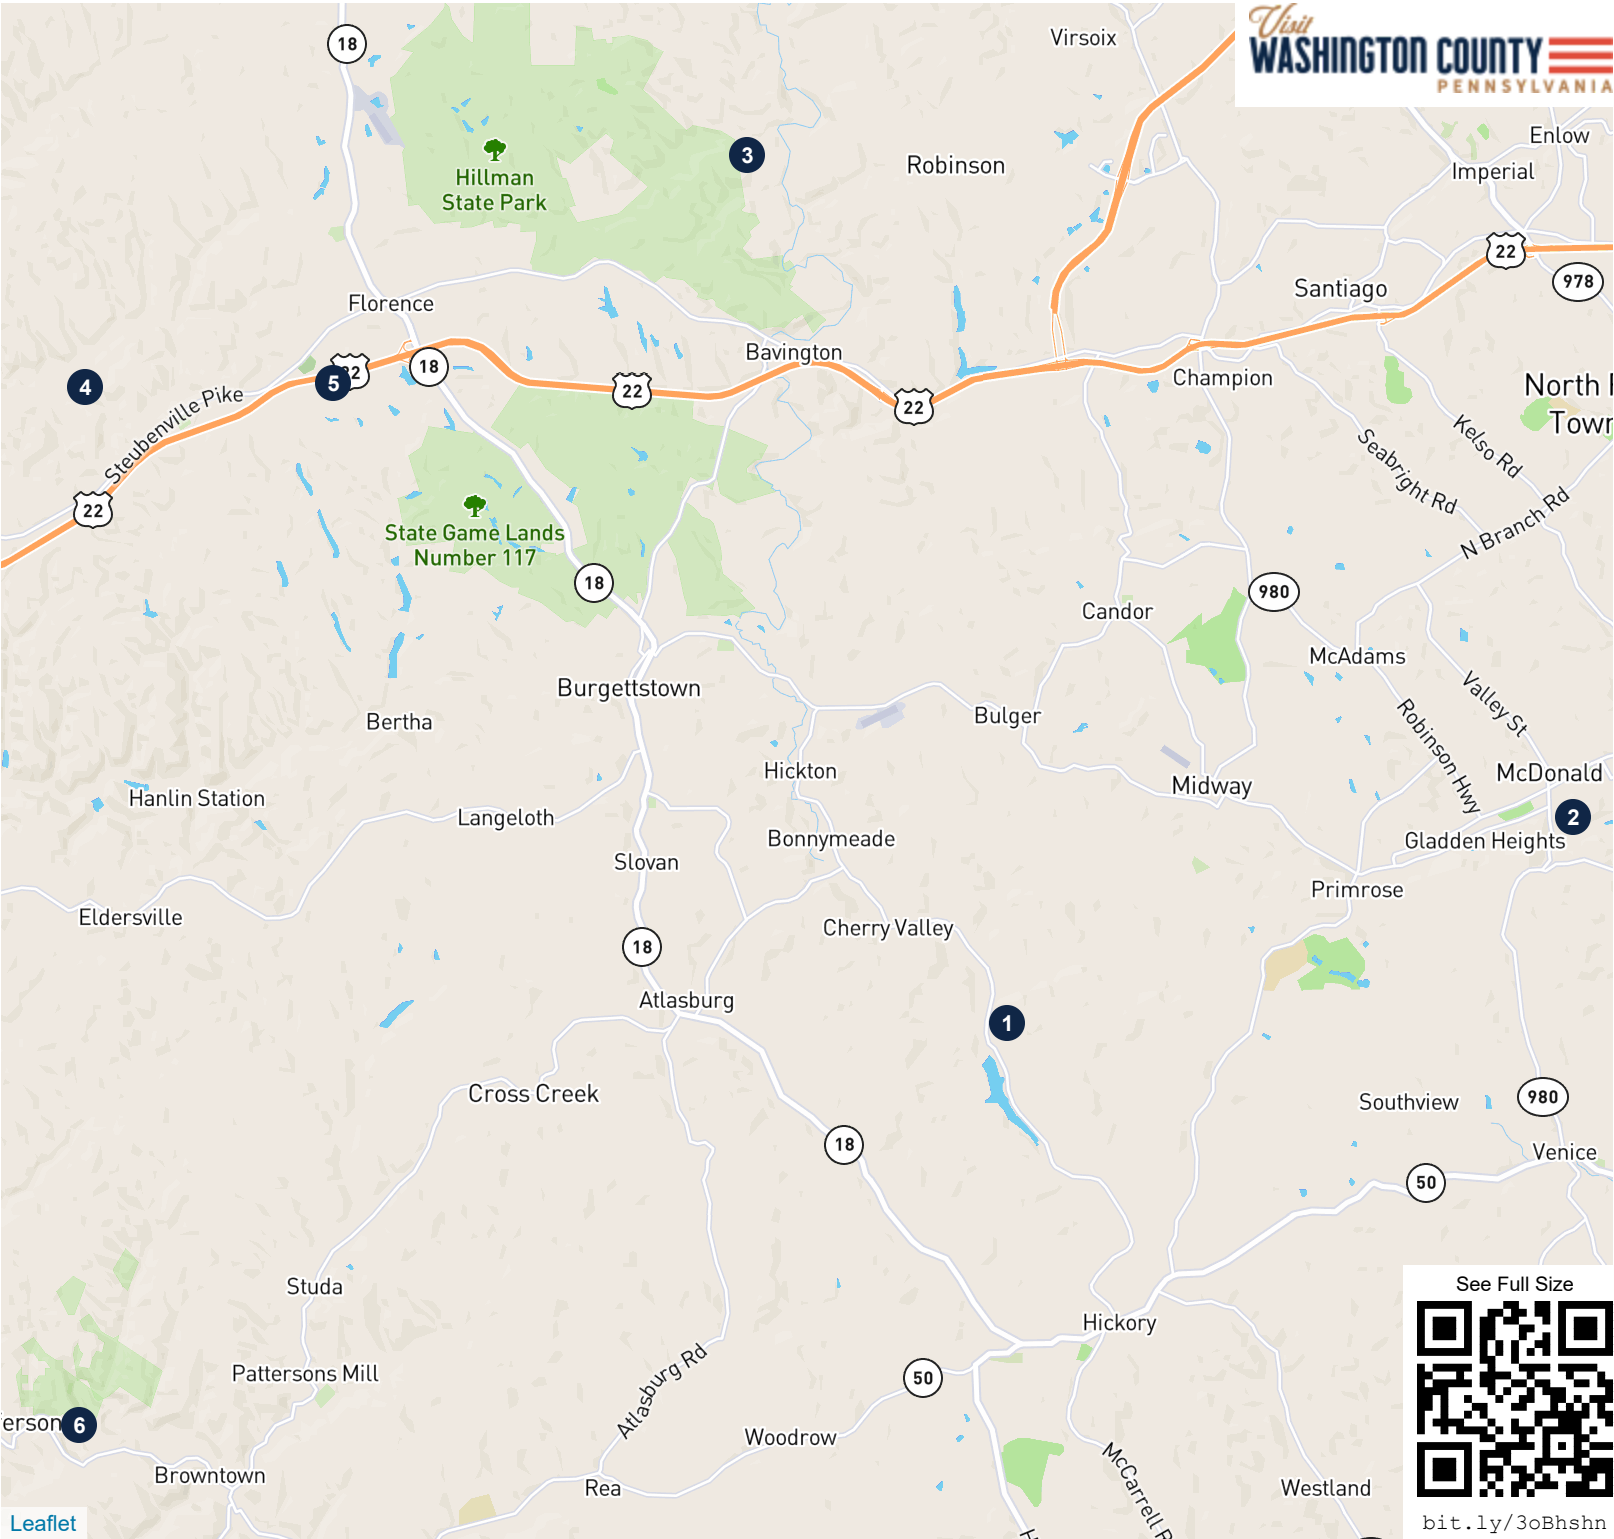 Visit
WASHINGTON COUNTY
PENNSYLVANIA
18
Virsoix
Enlow
Imperial
3
Robinson
Hillman
State Park
22
978
Santiago
Florence
Bavington
Champion
22
5
18
4
22
22
North
Steubenville Pike
Kelso Rd
Seabright Rd
N Branch Rd
22
State Game Lands
Number 117
18
980
Candor
McAdams
Burgettstown
Bertha
Bulger
Valley St
Robinson Hwy
Hickton
McDonald
Midway
Hanlin Station
Langeloth
2
Bonnymeade
Gladden Heights
Slovan
Primrose
Eldersville
Cherry Valley
18
Atlasburg
1
Cross Creek
Southview
980
18
Venice
50
Studa
Hickory
Pattersons Mill
Atlasburg Rd
50
erson
6
Woodrow
McCarrell R
Browntown
Rea
Westland
H
See Full Size
bit.ly/3oBhshn
Leaflet